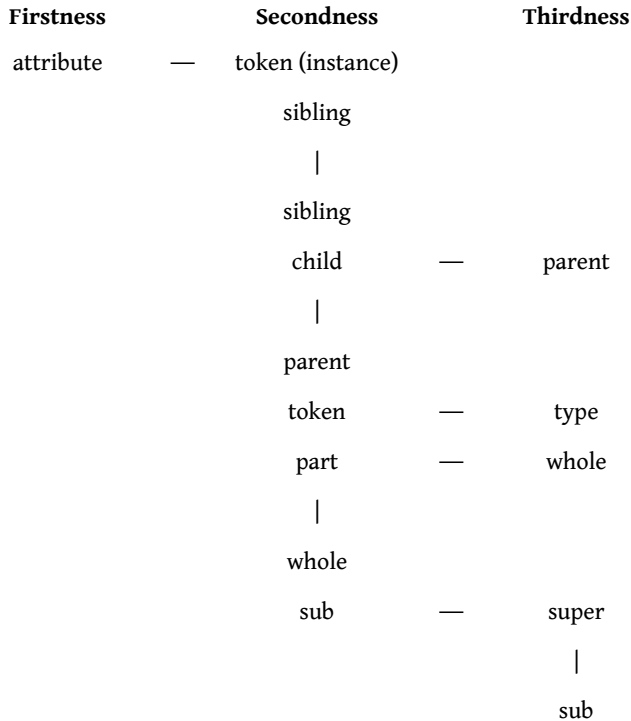 Firstness Secondness Thirdness
attribute — token (instance)
sibling
|
sibling
child — parent
|
parent
token — type
part — whole
|
whole
sub — super
|
sub